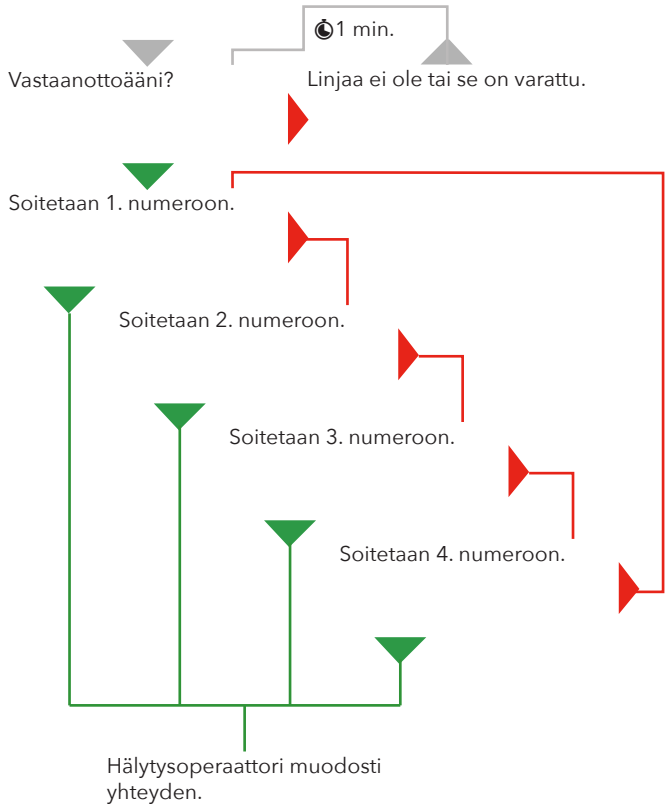 1 min.
Vastaanottoääni?
Linjaa ei ole tai se on varattu.
Soitetaan 1. numeroon.
Soitetaan 2. numeroon.
Soitetaan 3. numeroon.
Soitetaan 4. numeroon.
Hälytysoperaattori muodosti
yhteyden.